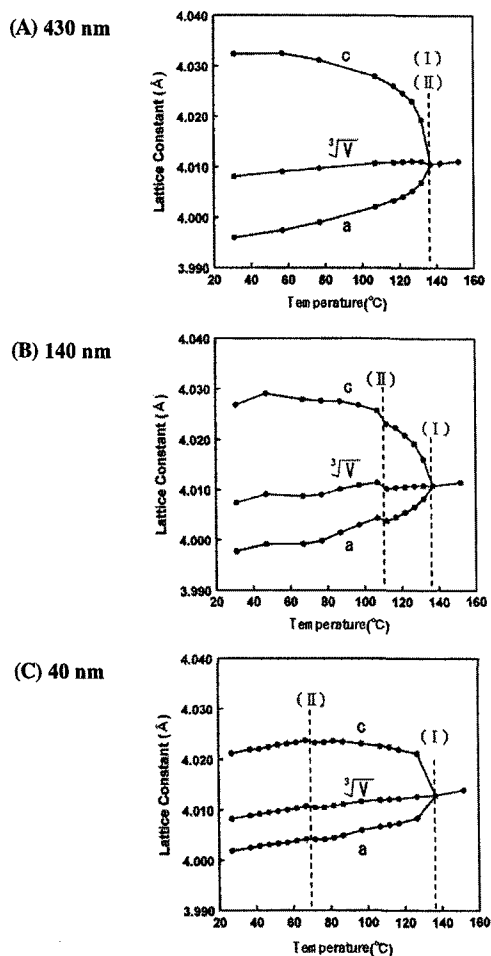 (A) 430 nm
4.040
4.030
4.020
4.010
4.000
3.990
Lattice Constant (Å)
c
∛V
a
(Ⅰ)
(Ⅱ)
20 40 60 80 100 120 140 160
Temperature(℃)
(B) 140 nm
4.040
4.030
4.020
4.010
4.000
3.990
Lattice Constant (Å)
c
(Ⅱ)
∛V
(Ⅰ)
a
20 40 60 80 100 120 140 160
Temperature(℃)
(C) 40 nm
4.040
4.030
4.020
4.010
4.000
3.990
Lattice Constant (Å)
(Ⅱ)
c
(Ⅰ)
∛V
a
20 40 60 80 100 120 140 160
Temperature(℃)